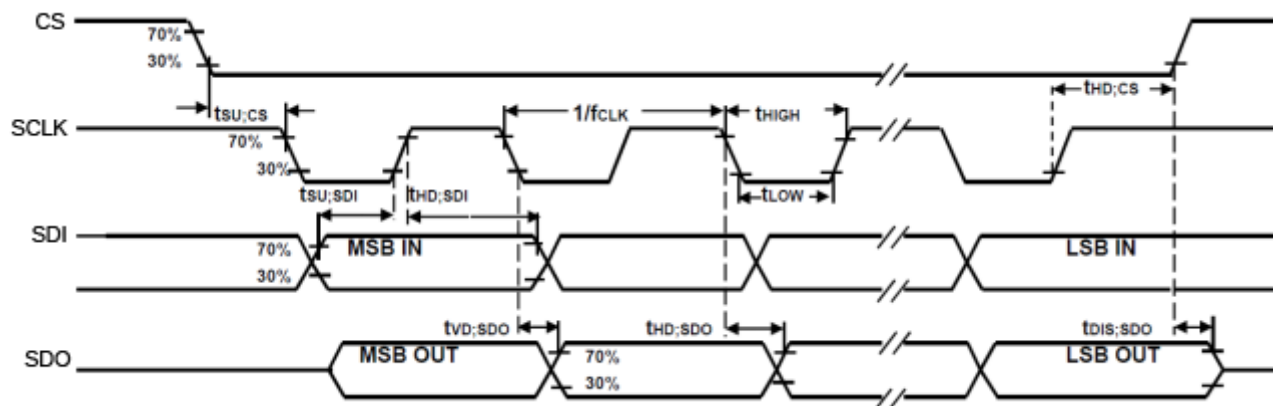 CS
70%
30%
tSU;CS
1/fCLK
tHIGH
tHD;CS
SCLK
70%
30%
tSU;SDI
tHD;SDI
tLOW
SDI
70%
30%
MSB IN
LSB IN
tVD;SDO
tHD;SDO
tDIS;SDO
SDO
MSB OUT
70%
30%
LSB OUT